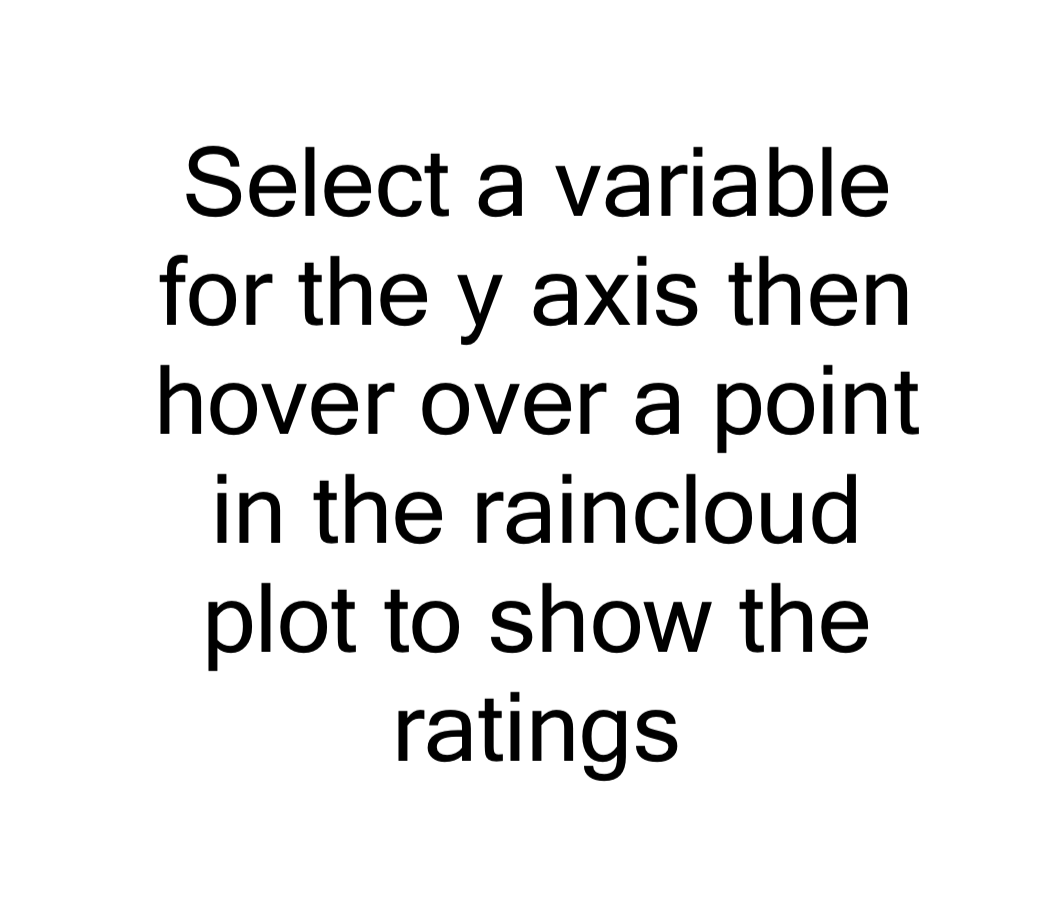 Select a variable
for the y axis then
hover over a point
in the raincloud
plot to show the
ratings